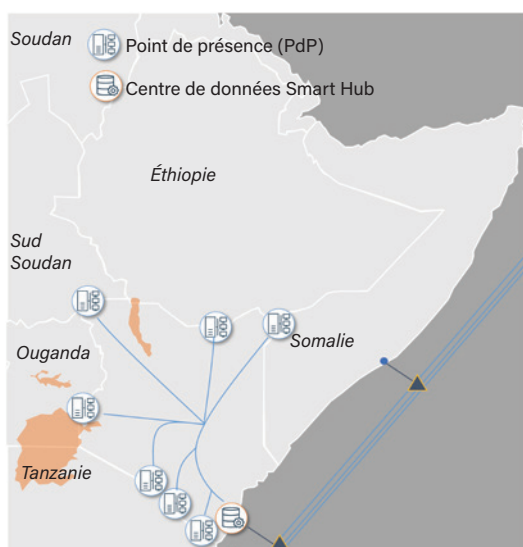 Soudan
Point de présence (PdP)
Centre de données Smart Hub
Éthiopie
Sud
Soudan
Somalie
Ouganda
Tanzanie